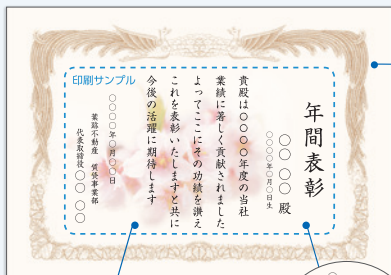 印刷サンプル
年間表彰
○○ ○○ 殿
○○○○年○月○日生
貴殿は○○○○年度の当社
業績に著しく貢献されました
よってここにその功績を讃え
これを表彰いたしますと共に
今後の活躍に期待します
○○○○年○月○日
葉路不動産 賃貸事業部
代表取締役 ○○ ○○